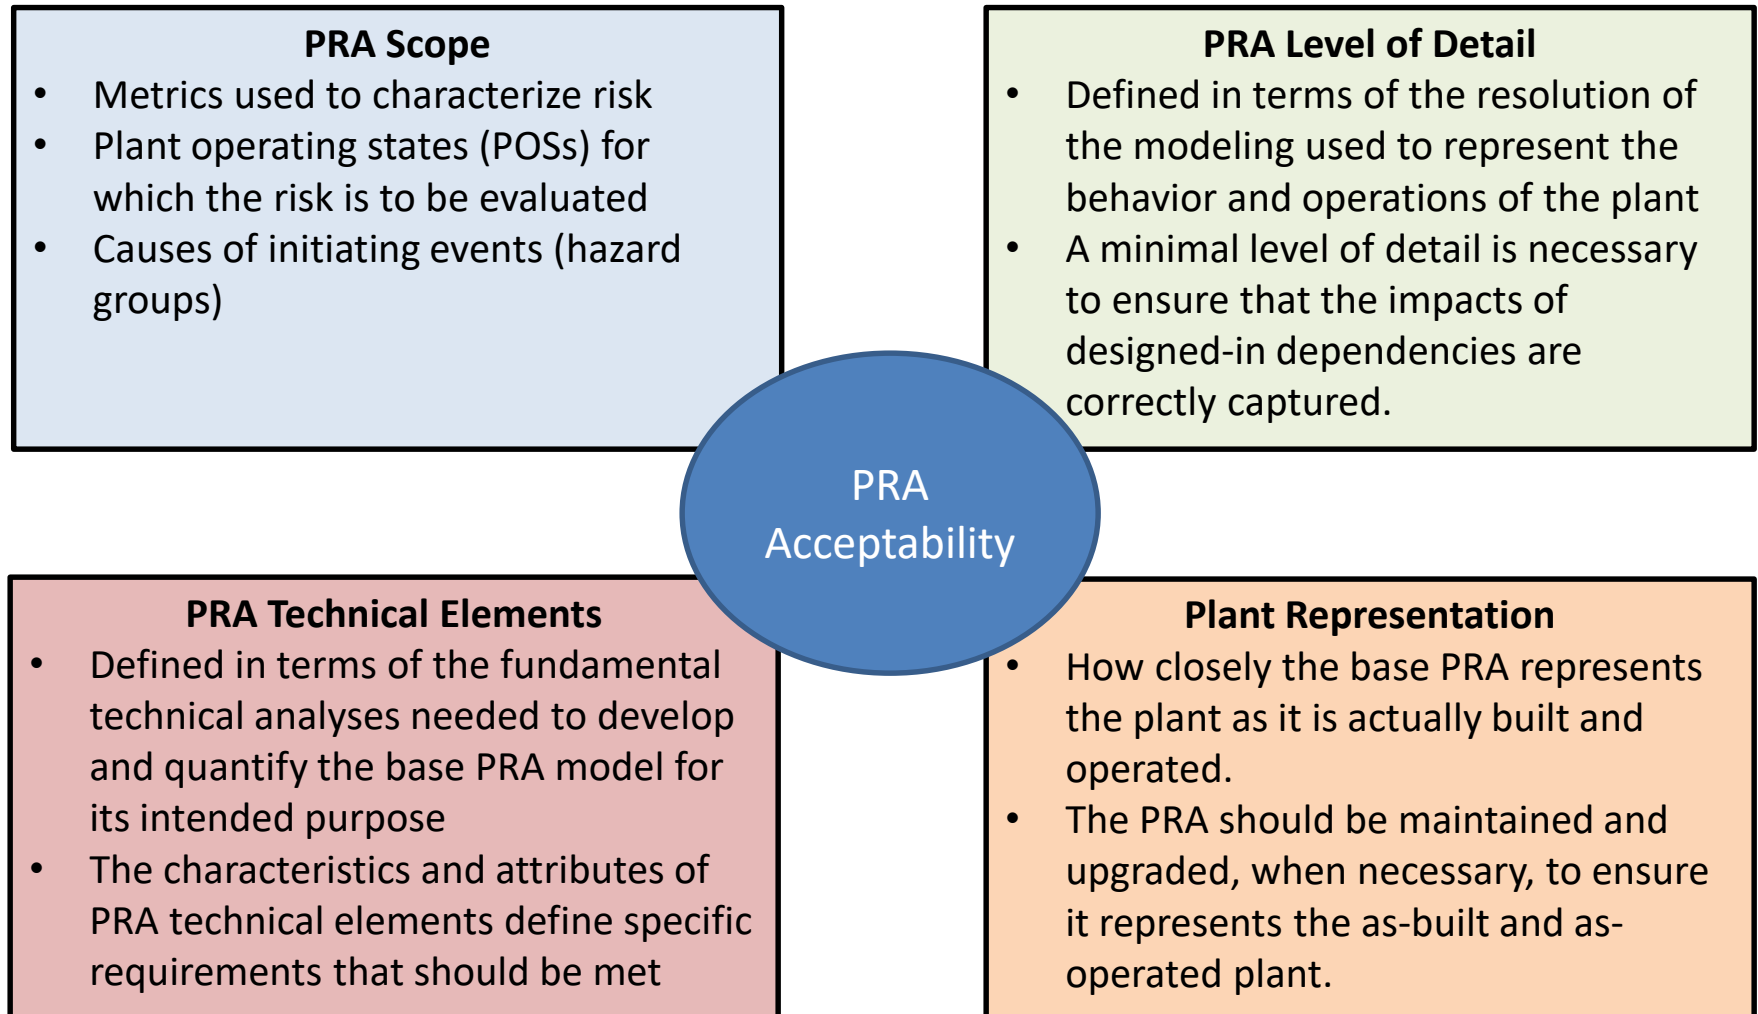 PRA Scope
• Metrics used to characterize risk
• Plant operating states (POSs) for
which the risk is to be evaluated
• Causes of initiating events (hazard
groups)
PRA Level of Detail
• Defined in terms of the resolution of
the modeling used to represent the
behavior and operations of the plant
• A minimal level of detail is necessary
to ensure that the impacts of
designed-in dependencies are
correctly captured.
PRA
Acceptability
PRA Technical Elements
• Defined in terms of the fundamental
technical analyses needed to develop
and quantify the base PRA model for
its intended purpose
• The characteristics and attributes of
PRA technical elements define specific
requirements that should be met
Plant Representation
• How closely the base PRA represents
the plant as it is actually built and
operated.
• The PRA should be maintained and
upgraded, when necessary, to ensure
it represents the as-built and as-
operated plant.